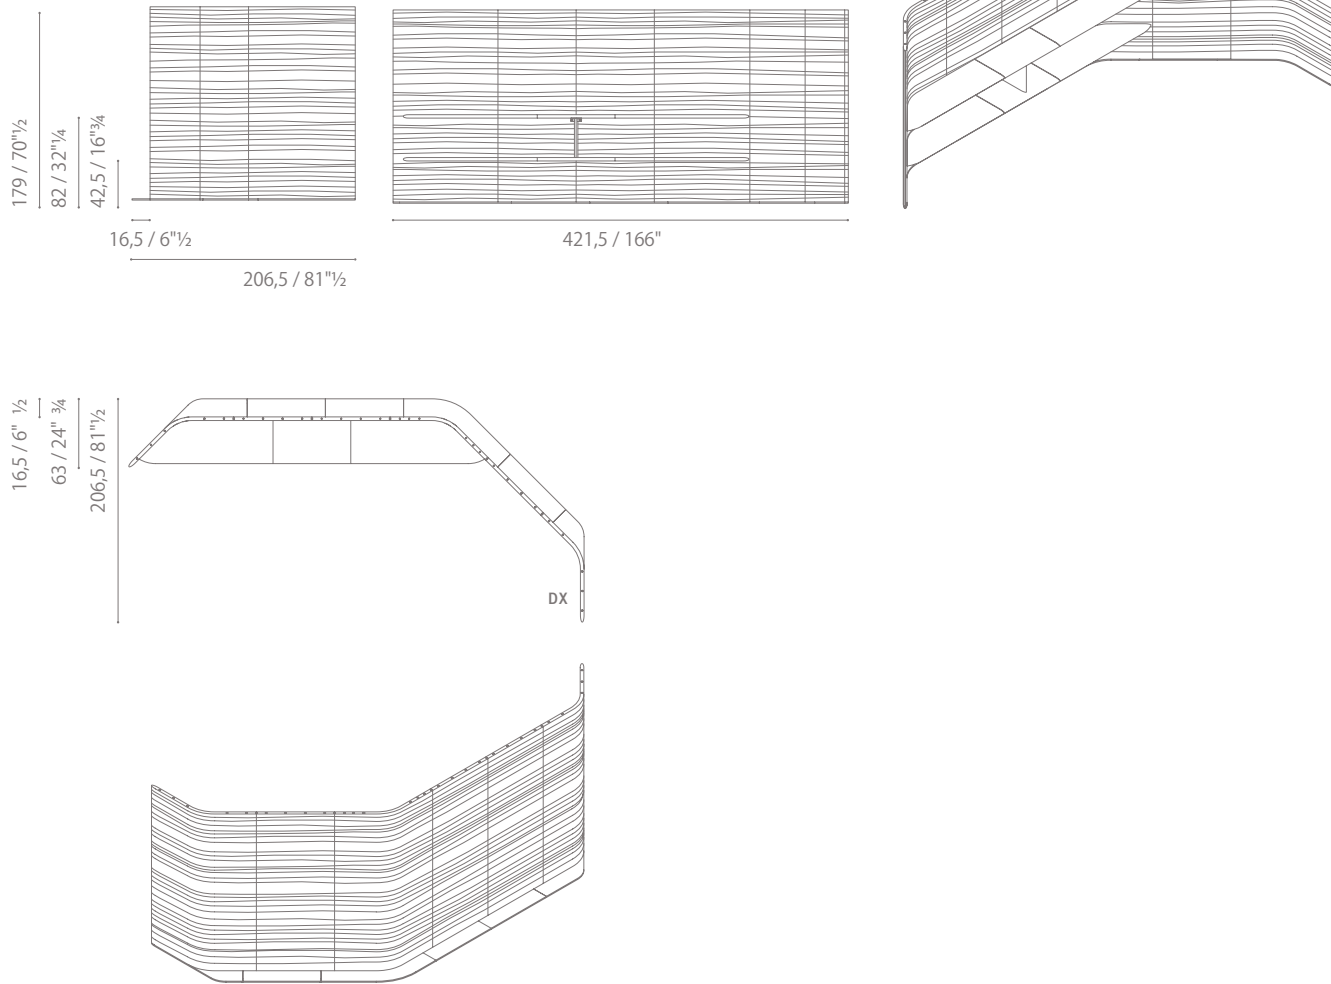 179 / 70"½
82 / 32"¼
42,5 / 16"¾
16,5 / 6"½
206,5 / 81"½
421,5 / 166"
16,5 / 6" ½
63 / 24" ¾
206,5 / 81"½
DX